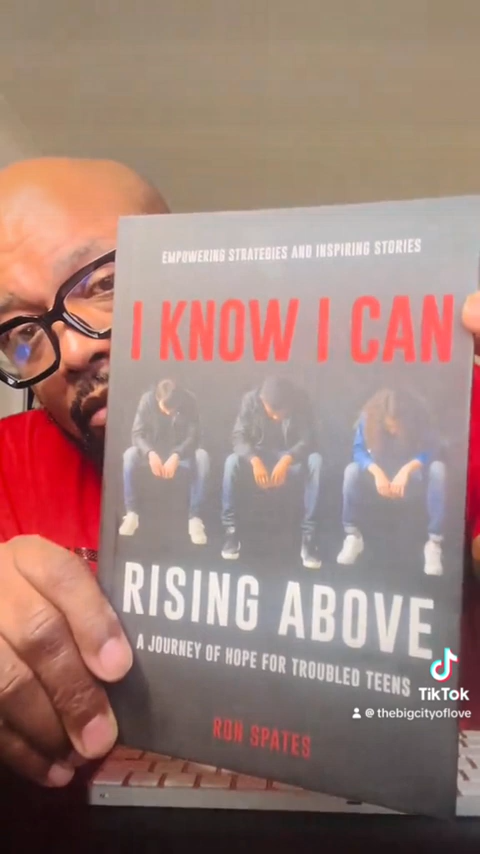 EMPOWERING STRATEGIES AND INSPIRING STORIES
I KNOW I CAN
RISING ABOVE
A JOURNEY OF HOPE FOR TROUBLED TEENS
RON SPATES
TikTok
@ thebigcityoflove